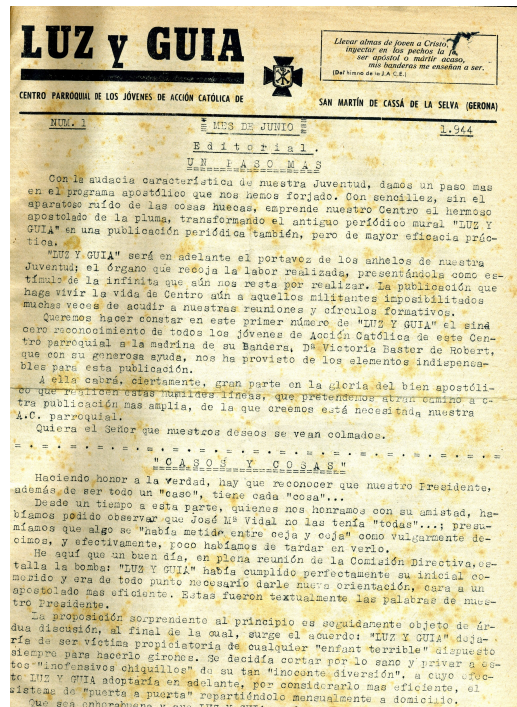 LUZ y GUIA
Llevar almas de joven a Cristo,
inyectar en los pechos la
ser apóstol o mártir acaso,
mis banderas me enseñan a ser.
(Del himno de la J.A.C.E.)
CENTRO PARROQUIAL DE LOS JÓVENES DE ACCIÓN CATÓLICA DE
SAN MARTÍN DE CASSÁ DE LA SELVA (GERONA)
NUM. 1
MES DE JUNIO
1.944
Editorial.
UN PASO MAS
Con la audacia característica de nuestra Juventud, damos un paso mas
en el programa apostólico que nos hemos forjado. Con sencillez, sin el
aparatoso ruído de las cosas huecas, emprende nuestro Centro el hermoso
apostolado de la pluma, transformando el antiguo periódico mural "LUZ Y
GUIA" en una publicación periódica también, pero de mayor eficacia prác-
tica.
"LUZ Y GUIA" será en adelante el portavoz de los anhelos de nuestra
Juventud; el órgano que recoja la labor realizada, presentándola como es-
tímulo de la infinita que aún nos resta por realizar. La publicación que
haga vivir la vida de Centro aún a aquellos militantes imposibilitados
muchas veces de acudir a nuestras reuniones y círculos formativos.
Queremos hacer constar en este primer número de "LUZ Y GUIA" el sin
cero reconocimiento de todos los jóvenes de Acción Católica de este Cen-
tro parroquial a la madrina de su Bandera, Dª Victoria Baster de Robert,
que con su generosa ayuda, nos ha provisto de los elementos indispensa-
bles para esta publicación.
A ella cabrá, ciertamente, gran parte en la gloria del bien apostóli-
co que realicen estas humildes líneas, que pretendemos abran camino a o-
tra publicación mas amplia, de la que creemos está necesitada nuestra
A.C. parroquial.
Quiera el Señor que nuestros deseos se vean colmados.
"CASOS Y COSAS"
Haciendo honor a la verdad, hay que reconocer que nuestro Presidente,
además de ser todo un "caso", tiene cada "cosa"...
Desde un tiempo a esta parte, quienes nos honramos con su amistad, ha-
bíamos podido observar que José Mª Vidal no las tenía "todas"...; presu-
míamos que algo se "había metido entre ceja y ceja" como vulgarmente de-
cimos, y efectivamente, poco habíamos de tardar en verlo.
He aquí que un buen día, en plena reunión de la Comisión Directiva, es-
talla la bomba: "LUZ Y GUIA" había cumplido perfectamente su inicial co-
metido y era de todo punto necesario darle nueva orientación, cara a un
apostolado mas eficiente. Estas fueron textualmente las palabras de nues-
tro Presidente.
La proposición sorprendente al principio es seguidamente objeto de ár-
dua discusión, al final de la cual, surge el acuerdo: "LUZ Y GUIA" deja-
ría de ser víctima propiciatoria de cualquier "enfant terrible" dispuesto
siempre para hacerlo girones. Se decidía cortar por lo sano y privar a es-
tos "inofensivos chiquillos" de su tan "inocente diversión", a cuyo efec-
to LUZ Y GUIA adoptaría en adelante, por considerarlo mas eficiente, el
sistema de "puerta a puerta" repartiéndolo mensualmente a domicilio.
Que sea enhorabuena y que LUZ Y GUIA